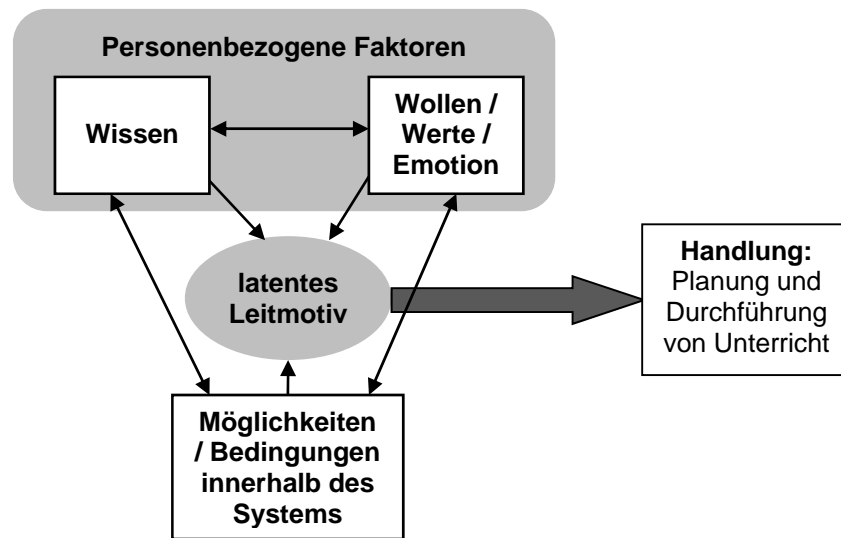 Personenbezogene Faktoren
Wissen
Wollen /
Werte /
Emotion
latentes
Leitmotiv
Handlung:
Planung und
Durchführung
von Unterricht
Möglichkeiten
/ Bedingungen
innerhalb des
Systems